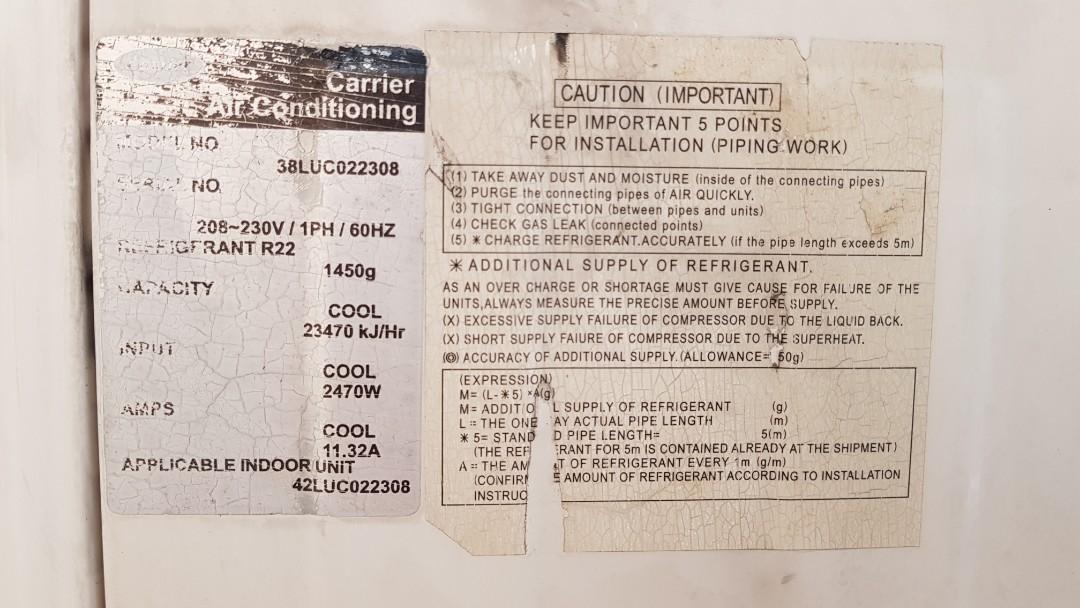 Carrier
Air Conditioning
MODEL NO
38LUC022308
SERIAL NO
208~230V / 1PH / 60HZ
REFRIGERANT R22
1450g
CAPACITY
COOL
23470 kJ/Hr
INPUT
COOL
2470W
AMPS
COOL
11.32A
APPLICABLE INDOOR UNIT
42LUC022308
CAUTION (IMPORTANT)
KEEP IMPORTANT 5 POINTS
FOR INSTALLATION (PIPING WORK)
(1) TAKE AWAY DUST AND MOISTURE (inside of the connecting pipes)
(2) PURGE the connecting pipes of AIR QUICKLY.
(3) TIGHT CONNECTION (between pipes and units)
(4) CHECK GAS LEAK (connected points)
(5) * CHARGE REFRIGERANT.ACCURATELY (if the pipe length exceeds 5m)
* ADDITIONAL SUPPLY OF REFRIGERANT.
AS AN OVER CHARGE OR SHORTAGE MUST GIVE CAUSE FOR FAILURE OF THE
UNITS,ALWAYS MEASURE THE PRECISE AMOUNT BEFORE SUPPLY.
(X) EXCESSIVE SUPPLY FAILURE OF COMPRESSOR DUE TO THE LIQUID BACK.
(X) SHORT SUPPLY FAIURE OF COMPRESSOR DUE TO THE SUPERHEAT.
(◎) ACCURACY OF ADDITIONAL SUPPLY.(ALLOWANCE= 50g)
(EXPRESSION)
M= (L-*5) ×A(g)
M= ADDITIO L SUPPLY OF REFRIGERANT (g)
L = THE ONE AY ACTUAL PIPE LENGTH (m)
* 5= STAND D PIPE LENGTH= 5(m)
(THE REF ERANT FOR 5m IS CONTAINED ALREADY AT THE SHIPMENT)
A = THE AM T OF REFRIGERANT EVERY 1m (g/m)
(CONFIR E AMOUNT OF REFRIGERANT ACCORDING TO INSTALLATION
INSTRUC